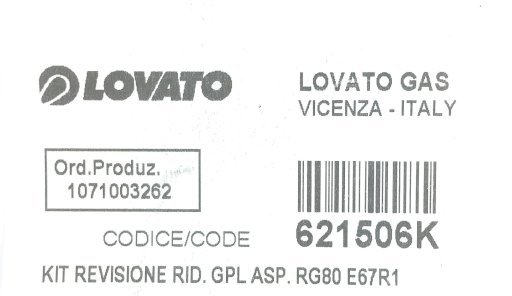 LOVATO
LOVATO GAS
VICENZA - ITALY
Ord.Produz.
1071003262
CODICE/CODE
621506K
KIT REVISIONE RID. GPL ASP. RG80 E67R1